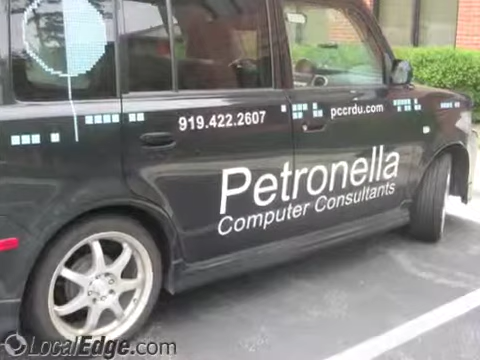 919.422.2607
pccrdu.com
Petronella
Computer Consultants
LocalEdge.com